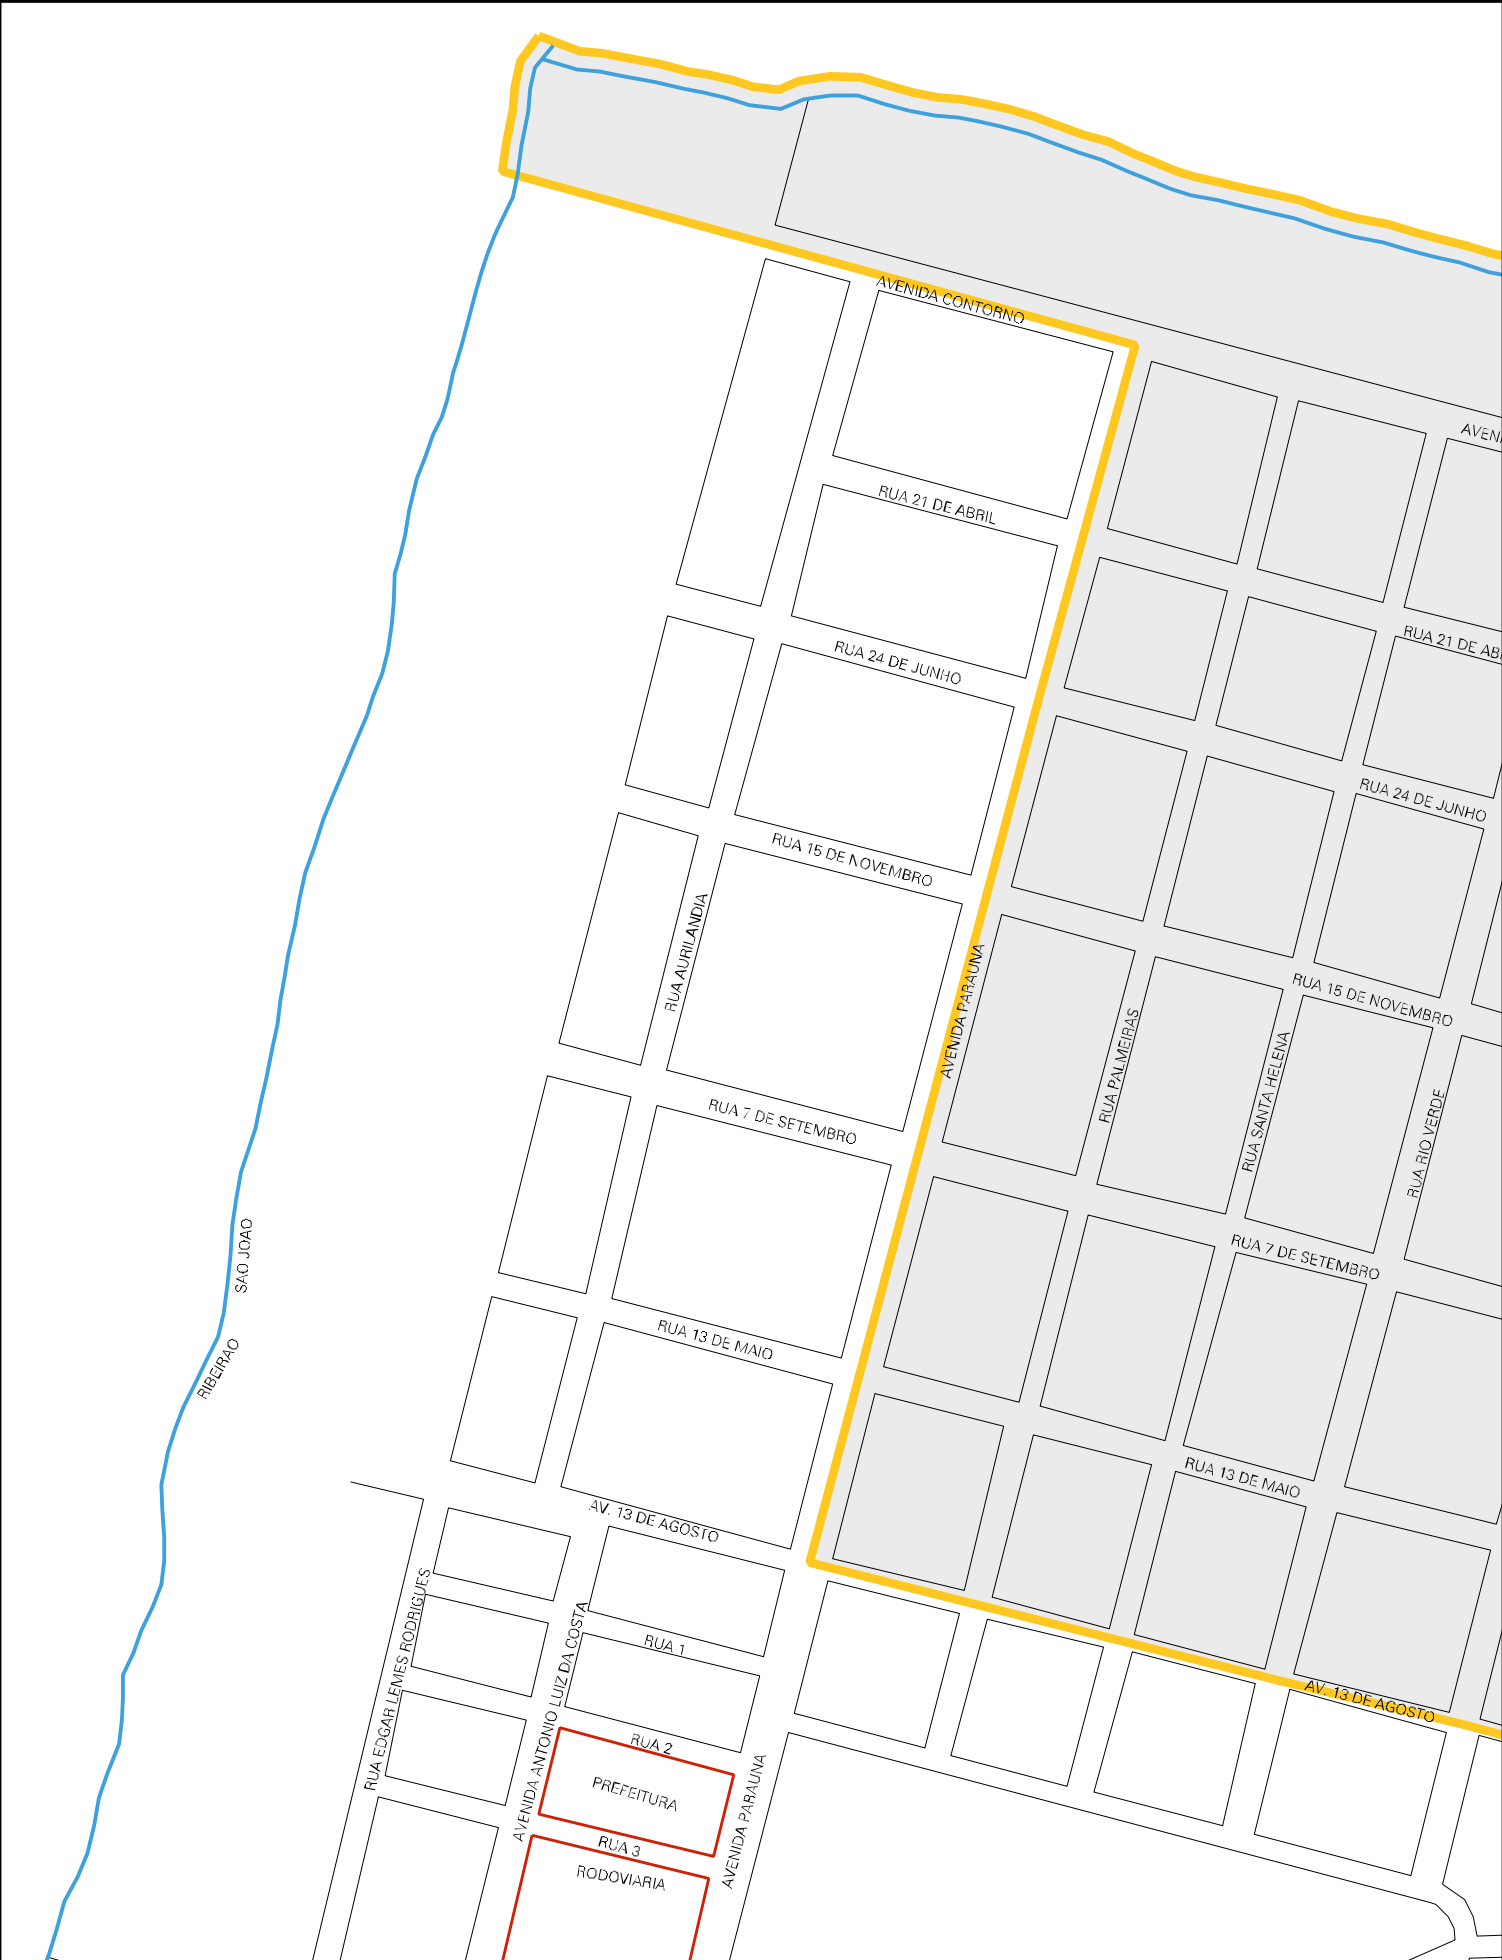 AVENIDA CONTORNO
AVENI
RUA 21 DE ABRIL
RUA 21 DE AB
RUA 24 DE JUNHO
RUA 24 DE JUNHO
RUA 15 DE NOVEMBRO
RUA AURILANDIA
AVENIDA PARAUNA
RUA 15 DE NOVEMBRO
RUA PALMEIRAS
RUA SANTA HELENA
RUA RIO VERDE
RUA 7 DE SETEMBRO
RUA 7 DE SETEMBRO
RIBEIRAO SAO JOAO
RUA 13 DE MAIO
RUA 13 DE MAIO
AV. 13 DE AGOSTO
RUA EDGAR LEMES RODRIGUES
AVENIDA ANTONIO LUIZ DA COSTA
RUA 1
AV. 13 DE AGOSTO
RUA 2
PREFEITURA
AVENIDA PARAUNA
RUA 3
RODOVIARIA